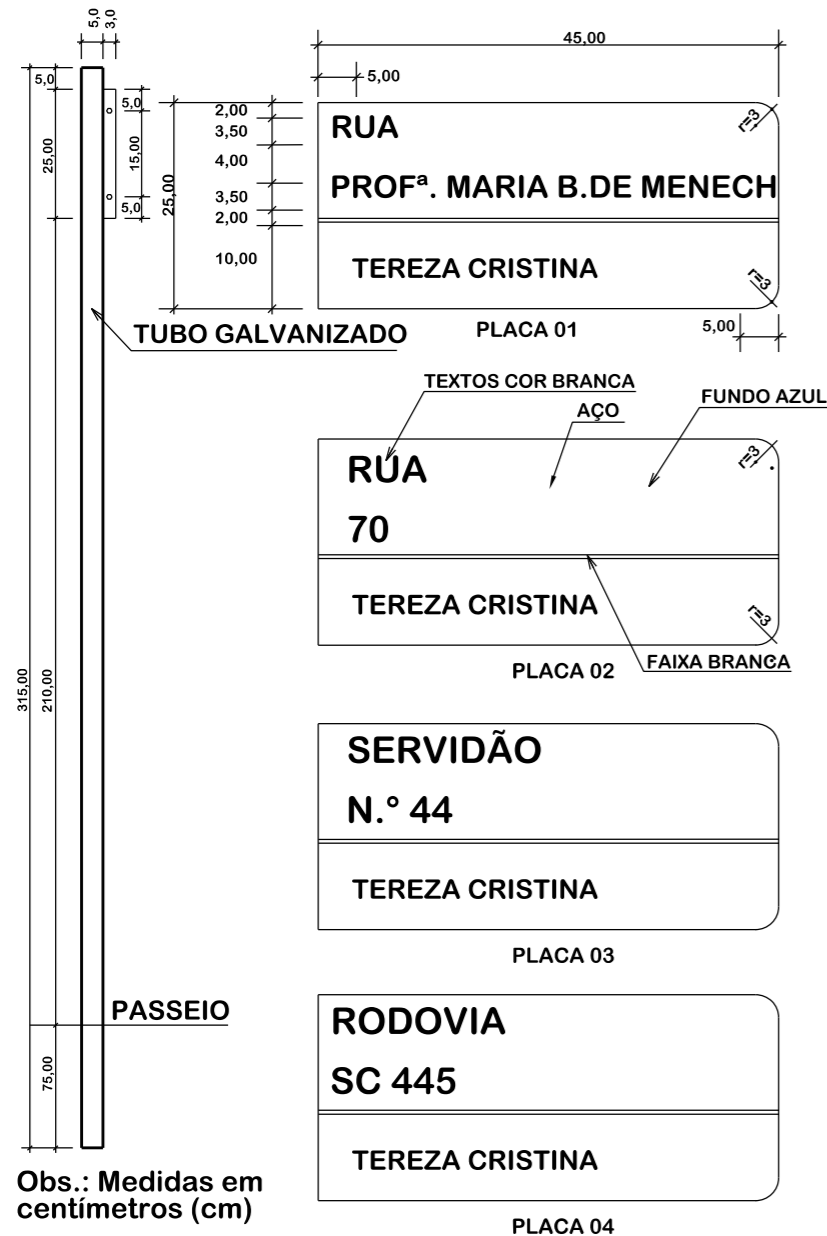 5,0
3,0
45,00
5,0
5,00
25,00
5,0
15,00
5,0
25,00
2,00
3,50
4,00
3,50
2,00
10,00
RUA
r=3
PROFª. MARIA B.DE MENECH
TEREZA CRISTINA
r=3
TUBO GALVANIZADO
PLACA 01
5,00
TEXTOS COR BRANCA
AÇO
FUNDO AZUL
RUA
r=3
70
TEREZA CRISTINA
r=3
PLACA 02
FAIXA BRANCA
315,00
210,00
SERVIDÃO
N.° 44
TEREZA CRISTINA
PLACA 03
PASSEIO
75,00
RODOVIA
SC 445
TEREZA CRISTINA
PLACA 04
Obs.: Medidas em
centímetros (cm)